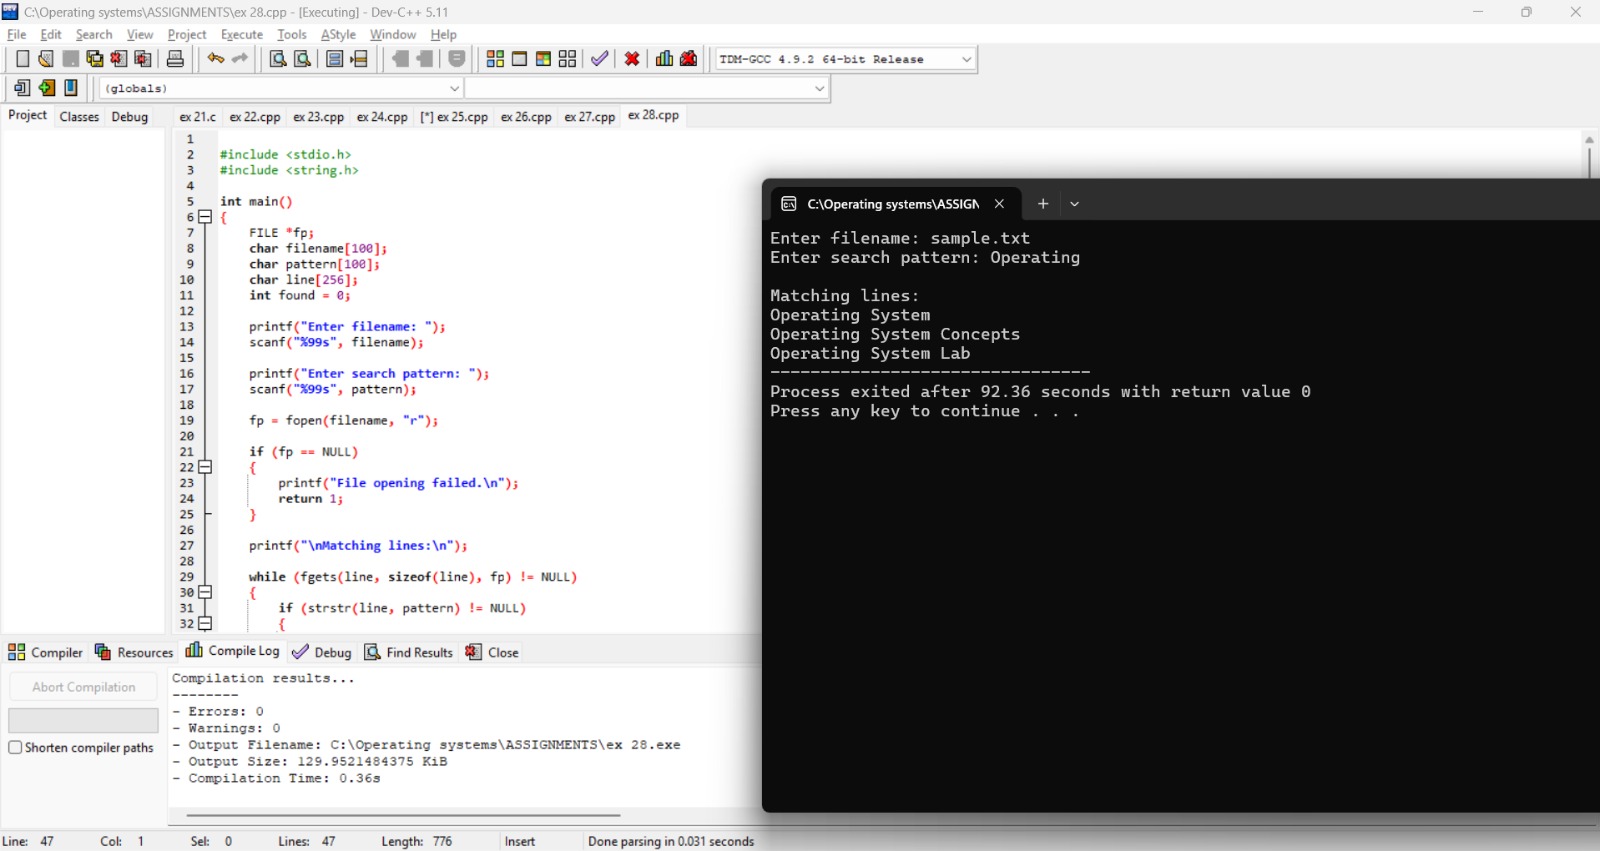 C:\Operating systems\ASSIGNMENTS\ex 28.cpp - [Executing] - Dev-C++ 5.11
File Edit Search View Project Execute Tools AStyle Window Help
TDM-GCC 4.9.2 64-bit Release
(globals)
Project Classes Debug
ex 21.c ex 22.cpp ex 23.cpp ex 24.cpp [*] ex 25.cpp ex 26.cpp ex 27.cpp ex 28.cpp
1
2 #include <stdio.h>
3 #include <string.h>
4
5 int main()
6 {
7 FILE *fp;
8 char filename[100];
9 char pattern[100];
10 char line[256];
11 int found = 0;
12
13 printf("Enter filename: ");
14 scanf("%99s", filename);
15
16 printf("Enter search pattern: ");
17 scanf("%99s", pattern);
18
19 fp = fopen(filename, "r");
20
21 if (fp == NULL)
22 {
23 printf("File opening failed.\n");
24 return 1;
25 }
26
27 printf("\nMatching lines:\n");
28
29 while (fgets(line, sizeof(line), fp) != NULL)
30 {
31 if (strstr(line, pattern) != NULL)
32 {
C:\Operating systems\ASSIGN
Enter filename: sample.txt
Enter search pattern: Operating
Matching lines:
Operating System
Operating System Concepts
Operating System Lab
--------------------------------
Process exited after 92.36 seconds with return value 0
Press any key to continue . . .
Compiler Resources Compile Log Debug Find Results Close
Abort Compilation
Shorten compiler paths
Compilation results...
--------
- Errors: 0
- Warnings: 0
- Output Filename: C:\Operating systems\ASSIGNMENTS\ex 28.exe
- Output Size: 129.9521484375 KiB
- Compilation Time: 0.36s
Line: 47 Col: 1 Sel: 0 Lines: 47 Length: 776 Insert Done parsing in 0.031 seconds